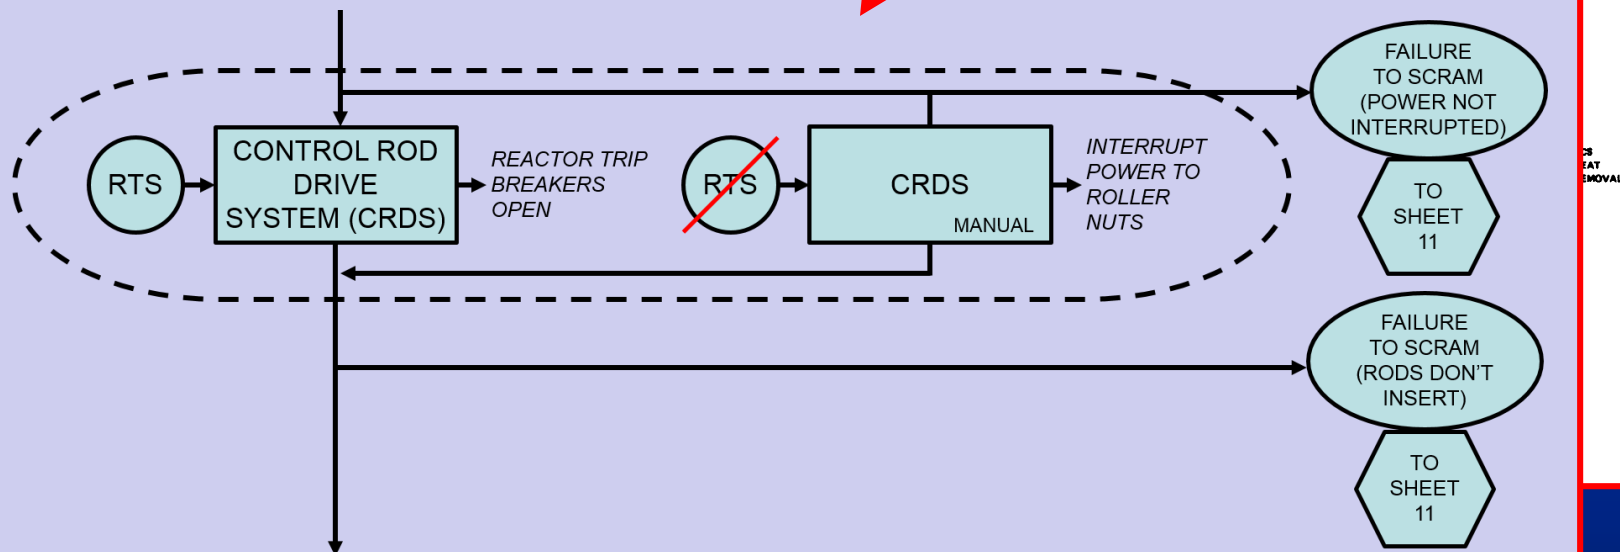 RTS
CONTROL ROD
DRIVE
SYSTEM (CRDS)
REACTOR TRIP
BREAKERS
OPEN
RTS
CRDS
MANUAL
INTERRUPT
POWER TO
ROLLER
NUTS
FAILURE
TO SCRAM
(POWER NOT
INTERRUPTED)
TO
SHEET
11
FAILURE
TO SCRAM
(RODS DON'T
INSERT)
TO
SHEET
11